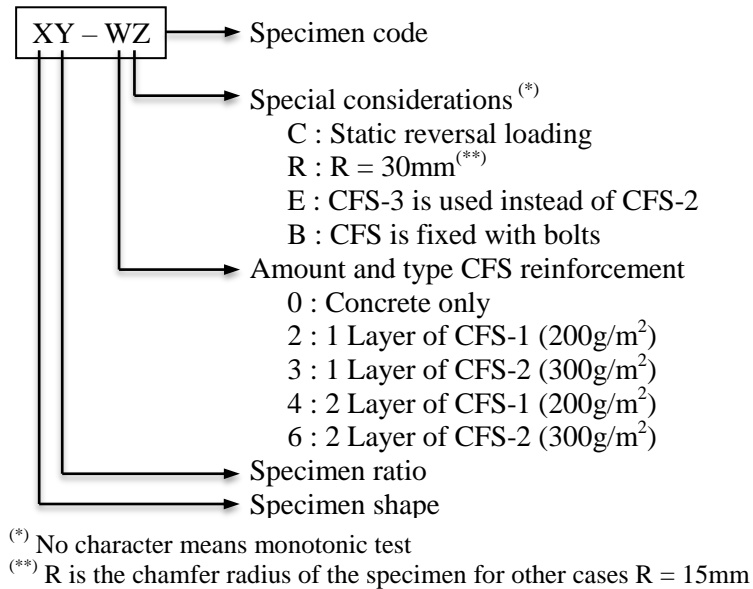 XY – WZ Specimen code
Special considerations (*)
C : Static reversal loading
R : R = 30mm(**)
E : CFS-3 is used instead of CFS-2
B : CFS is fixed with bolts
Amount and type CFS reinforcement
0 : Concrete only
2 : 1 Layer of CFS-1 (200g/m2)
3 : 1 Layer of CFS-2 (300g/m2)
4 : 2 Layer of CFS-1 (200g/m2)
6 : 2 Layer of CFS-2 (300g/m2)
Specimen ratio
Specimen shape
(*) No character means monotonic test
(**) R is the chamfer radius of the specimen for other cases R = 15mm